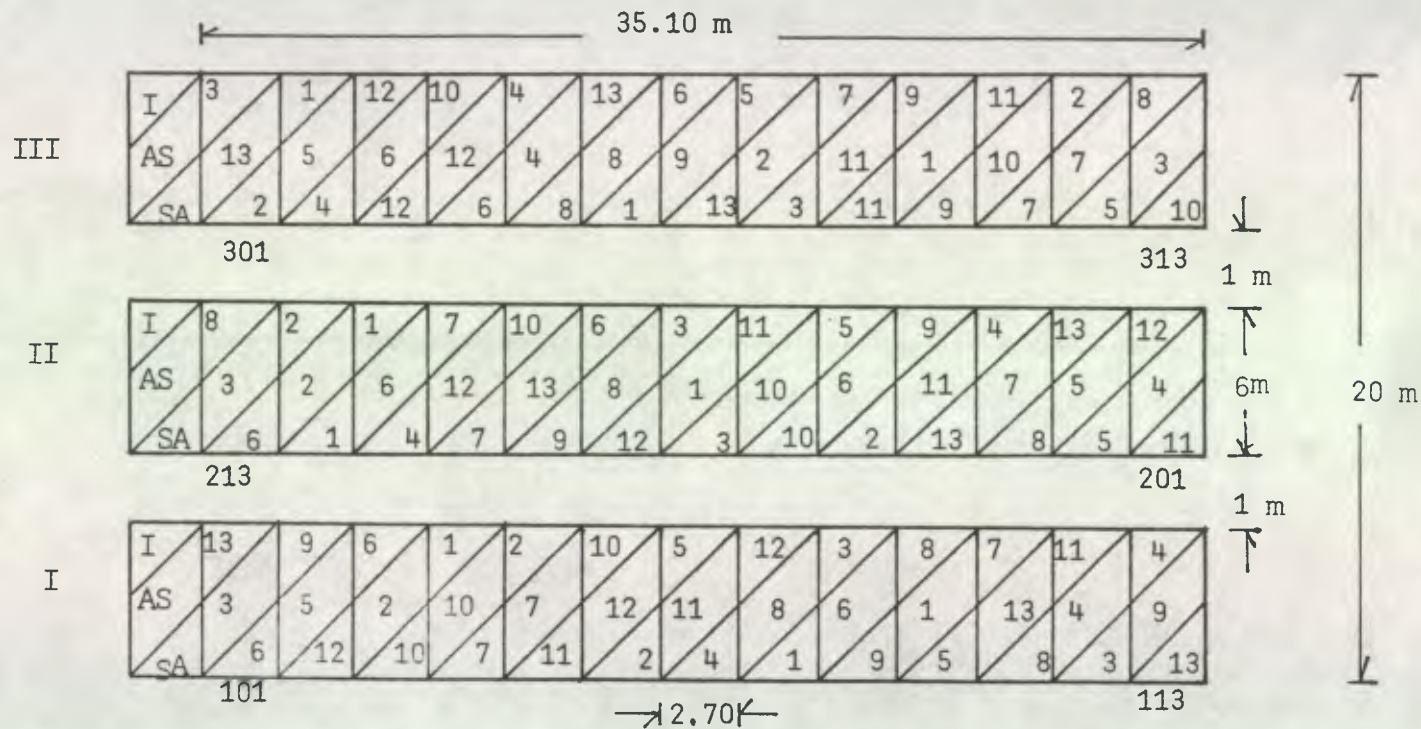 35.10 m
I 3 1 12 10 4 13 6 5 7 9 11 2 8
III
AS 13 5 6 12 4 8 9 2 11 1 10 7 3
SA 2 4 12 6 8 1 13 3 11 9 7 5 10
301 313
1 m
I 8 2 1 7 10 6 3 11 5 9 4 13 12
II
AS 3 2 6 12 13 8 1 10 6 11 7 5 4
6m
20 m
SA 6 1 4 7 9 12 3 10 2 13 8 5 11
213 201
1 m
I 13 9 6 1 2 10 5 12 3 8 7 11 4
I
AS 3 5 2 10 7 12 11 8 6 1 13 4 9
SA 6 12 10 7 11 2 4 1 9 5 8 3 13
101 113
2.70